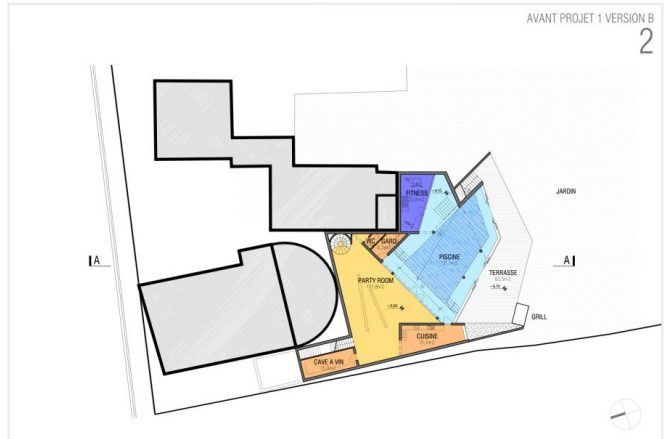 AVANT PROJET 1 VERSION B
2
FITNESS
JARDIN
WC
GARD.
PISCINE
A
A
TERRASSE
PARTY ROOM
GRILL
CUISINE
CAVE A VIN